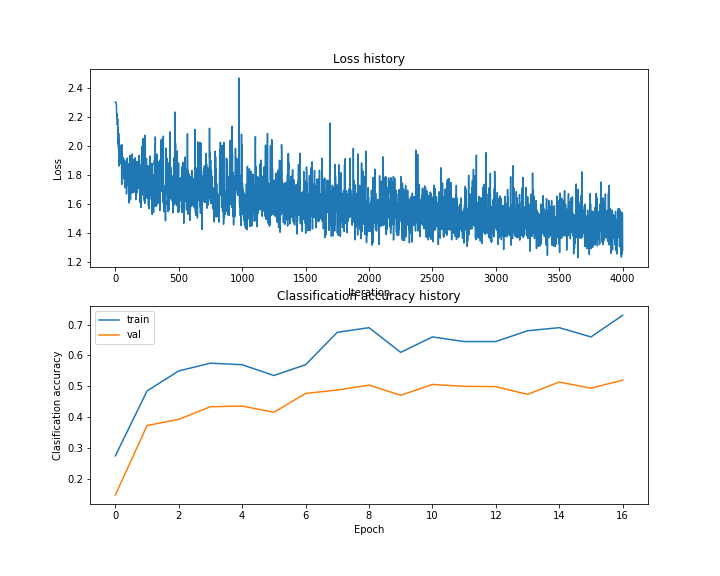 Loss history
2.4
2.2
2.0
1.8
1.6
1.4
1.2
Loss
0 500 1000 1500 2000 2500 3000 3500 4000
Iteration
Classification accuracy history
train
val
0.7
0.6
0.5
0.4
0.3
0.2
Clasification accuracy
0 2 4 6 8 10 12 14 16
Epoch